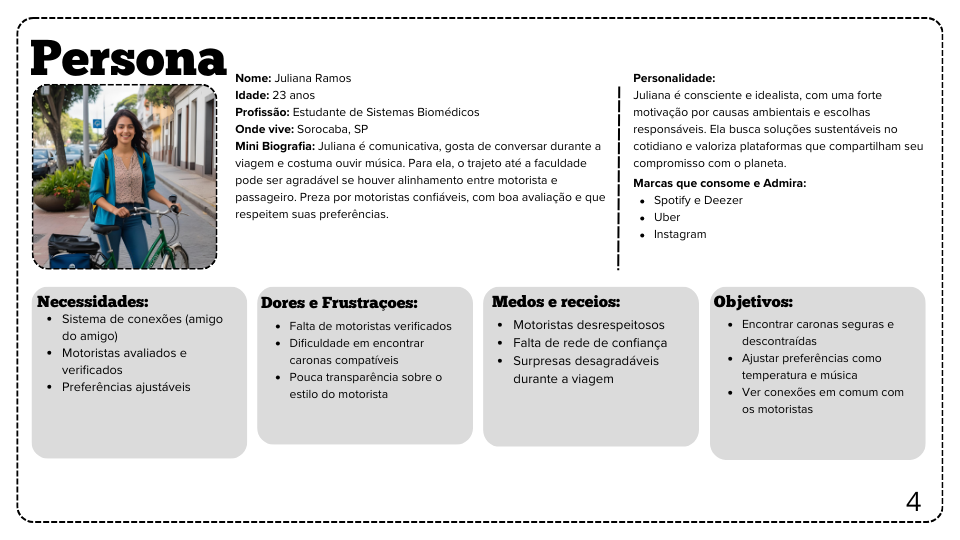 Persona
Nome: Juliana Ramos
Idade: 23 anos
Profissão: Estudante de Sistemas Biomédicos
Onde vive: Sorocaba, SP
Mini Biografia: Juliana é comunicativa, gosta de conversar durante a
viagem e costuma ouvir música. Para ela, o trajeto até a faculdade
pode ser agradável se houver alinhamento entre motorista e
passageiro. Preza por motoristas confiáveis, com boa avaliação e que
respeitem suas preferências.
Personalidade:
Juliana é consciente e idealista, com uma forte
motivação por causas ambientais e escolhas
responsáveis. Ela busca soluções sustentáveis no
cotidiano e valoriza plataformas que compartilham seu
compromisso com o planeta.
Marcas que consome e Admira:
• Spotify e Deezer
• Uber
• Instagram
Necessidades:
• Sistema de conexões (amigo
do amigo)
• Motoristas avaliados e
verificados
• Preferências ajustáveis
Dores e Frustraçoes:
• Falta de motoristas verificados
• Dificuldade em encontrar
caronas compatíveis
• Pouca transparência sobre o
estilo do motorista
Medos e receios:
• Motoristas desrespeitosos
• Falta de rede de confiança
• Surpresas desagradáveis
durante a viagem
Objetivos:
• Encontrar caronas seguras e
descontraídas
• Ajustar preferências como
temperatura e música
• Ver conexões em comum com
os motoristas
4